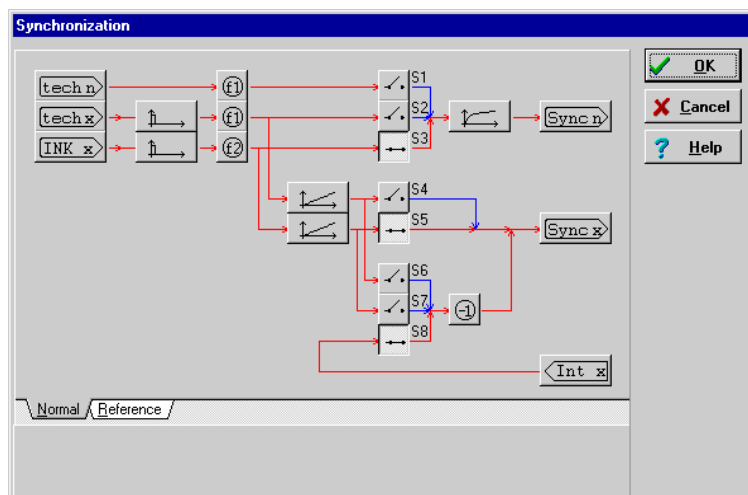 Synchronization
OK
Cancel
Help
tech n
f1
S1
tech x
f1
S2
Sync n
INK x
f2
S3
S4
S5
Sync x
S6
S7
-1
S8
Int x
Normal
Reference